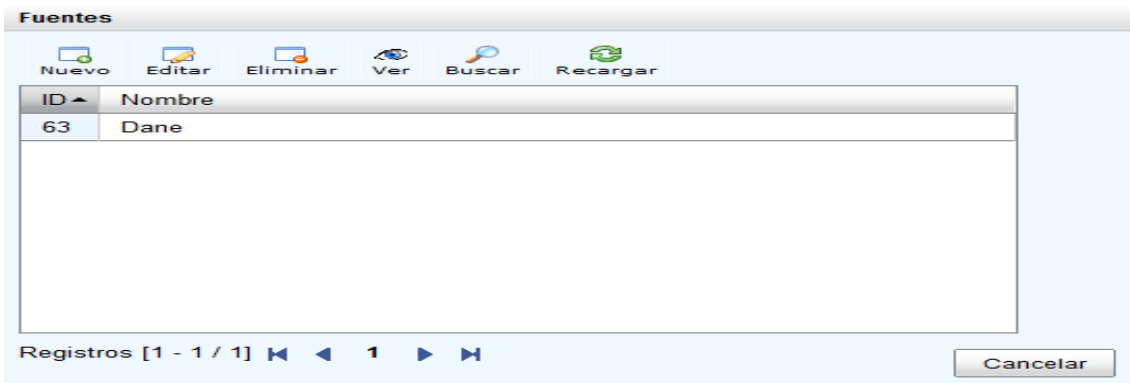 Fuentes
Nuevo Editar Eliminar Ver Buscar Recargar
ID Nombre
63 Dane
Registros [1 - 1 / 1] 1
Cancelar